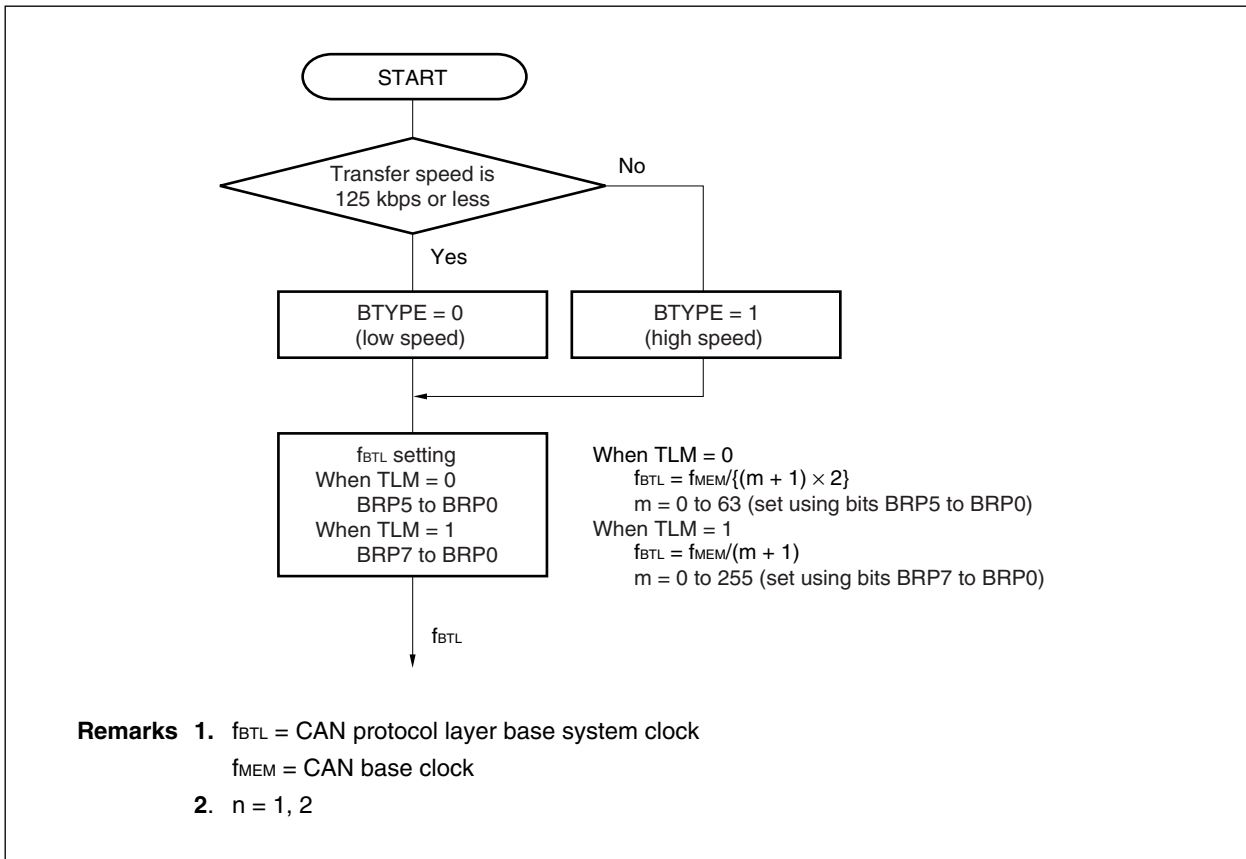 START
Transfer speed is
125 kbps or less
No
Yes
BTYPE = 0
(low speed)
BTYPE = 1
(high speed)
fBTL setting
When TLM = 0
BRP5 to BRP0
When TLM = 1
BRP7 to BRP0
When TLM = 0
fBTL = fMEM/{(m + 1) × 2}
m = 0 to 63 (set using bits BRP5 to BRP0)
When TLM = 1
fBTL = fMEM/(m + 1)
m = 0 to 255 (set using bits BRP7 to BRP0)
fBTL
Remarks 1. fBTL = CAN protocol layer base system clock
fMEM = CAN base clock
2. n = 1, 2